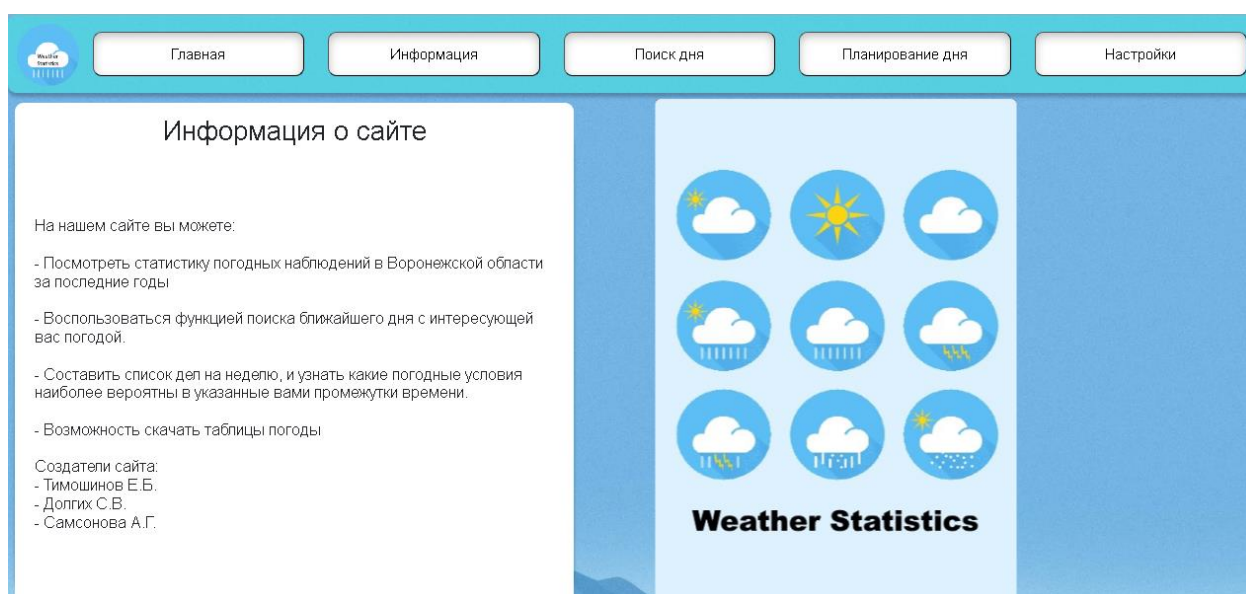 Weather
Statistics
Главная
Информация
Поиск дня
Планирование дня
Настройки
Информация о сайте
На нашем сайте вы можете:
- Посмотреть статистику погодных наблюдений в Воронежской области
за последние годы
- Воспользоваться функцией поиска ближайшего дня с интересующей
вас погодой.
- Составить список дел на неделю, и узнать какие погодные условия
наиболее вероятны в указанные вами промежутки времени.
- Возможность скачать таблицы погоды
Создатели сайта:
- Тимошинов Е.Б.
- Долгих С.В.
- Самсонова А.Г.
Weather Statistics